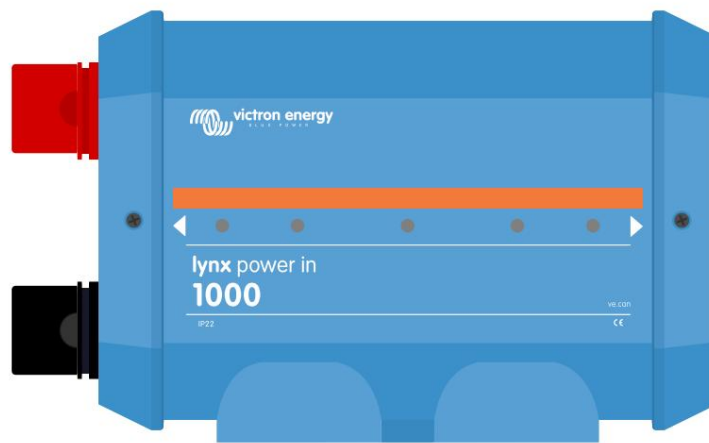 victron energy
BLUE POWER
lynx power in
1000
ve.can
IP22
CE